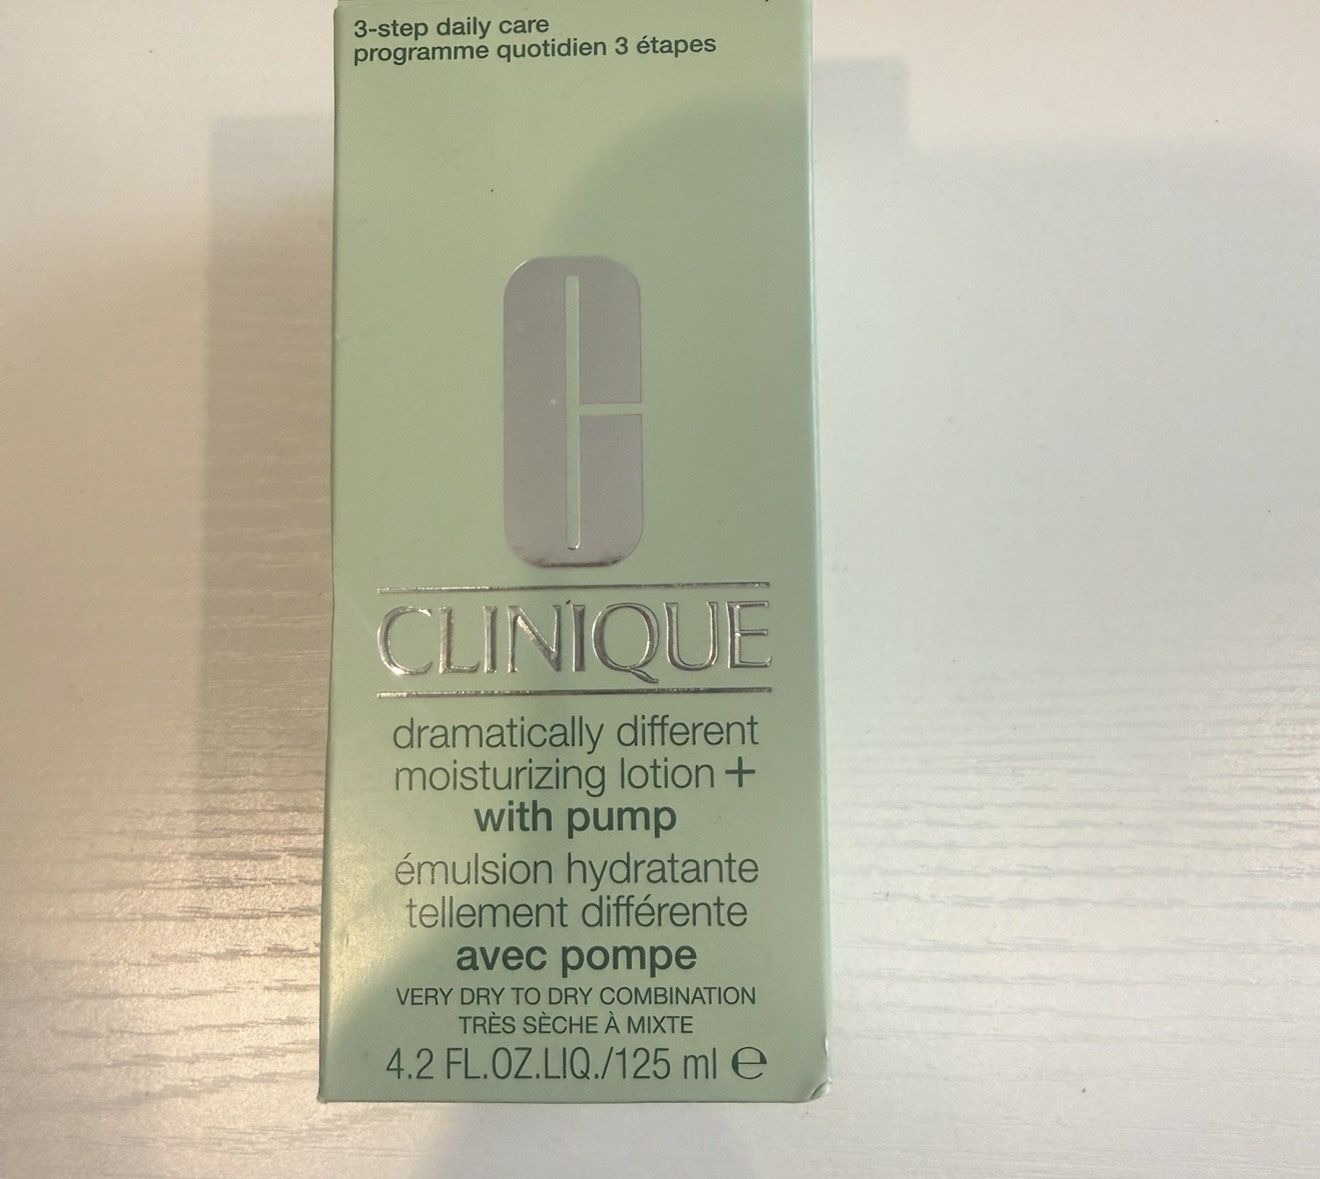 3-step daily care
programme quotidien 3 étapes
CLINIQUE
dramatically different
moisturizing lotion +
with pump
émulsion hydratante
tellement différente
avec pompe
VERY DRY TO DRY COMBINATION
TRÈS SÈCHE À MIXTE
4.2 FL.OZ.LIQ./125 ml ℮